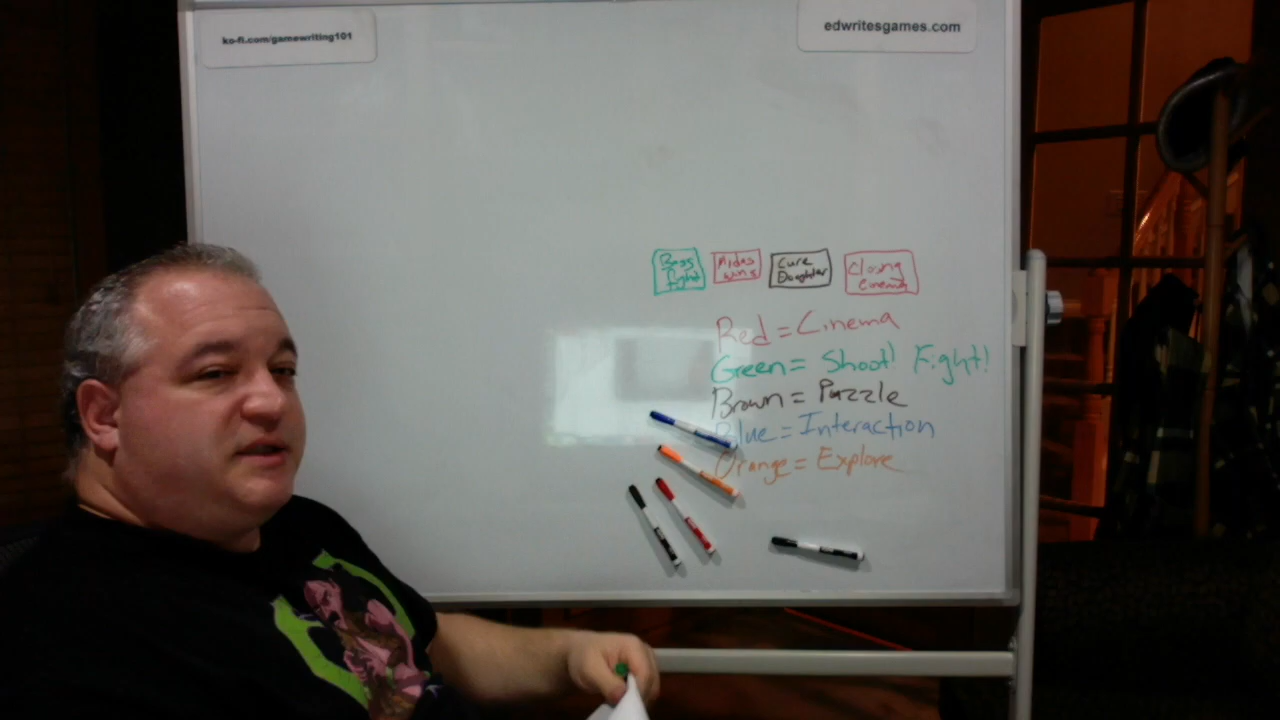 ko-fi.com/gamewriting101
edwritesgames.com
Boss
fight
Midas
wins
Cure
Daughter
Closing
Cinema
Red = Cinema
Green = Shoot! Fight!
Brown = Puzzle
Blue = Interaction
Orange = Explore